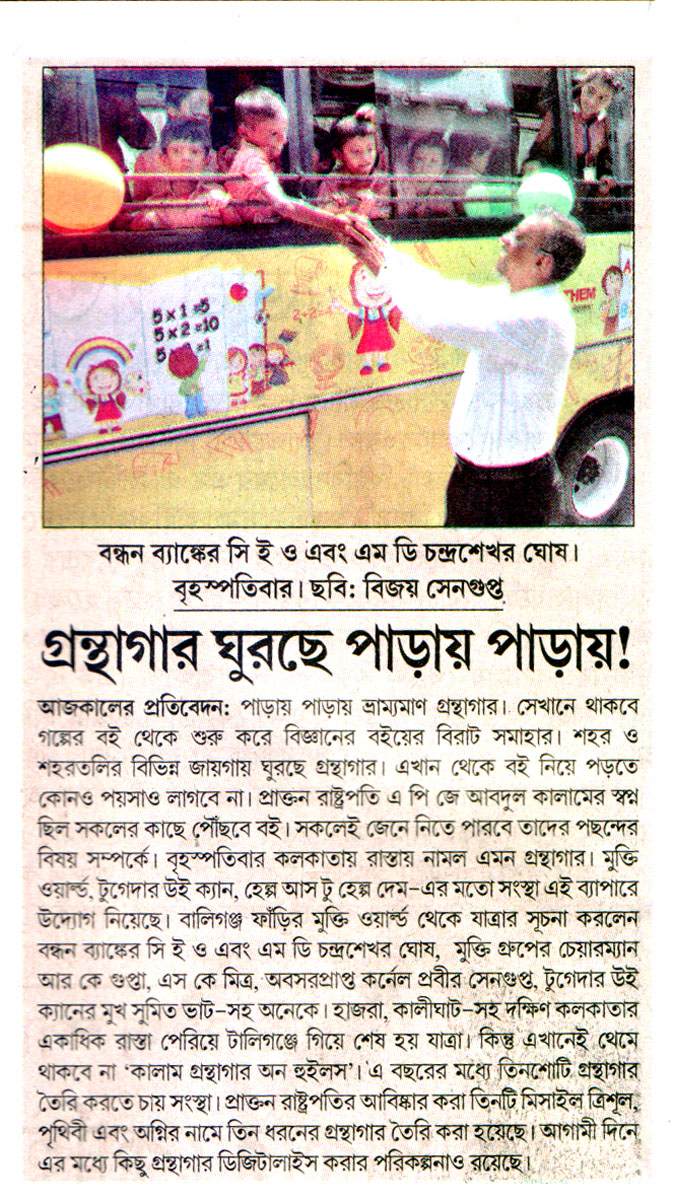 5 x 1 =5
5 x 2 =10
2+2=4
THEM
A
B
বন্ধন ব্যাঙ্কের সি ই ও এবং এম ডি চন্দ্রশেখর ঘোষ।
বৃহস্পতিবার। ছবি: বিজয় সেনগুপ্ত
গ্রন্থাগার ঘুরছে পাড়ায় পাড়ায়!
আজকালের প্রতিবেদন: পাড়ায় পাড়ায় ভ্রাম্যমাণ গ্রন্থাগার। সেখানে থাকবে
গল্পের বই থেকে শুরু করে বিজ্ঞানের বইয়ের বিরাট সমাহার। শহর ও
শহরতলির বিভিন্ন জায়গায় ঘুরছে গ্রন্থাগার। এখান থেকে বই নিয়ে পড়তে
কোনও পয়সাও লাগবে না। প্রাক্তন রাষ্ট্রপতি এ পি জে আবদুল কালামের স্বপ্ন
ছিল সকলের কাছে পৌঁছবে বই। সকলেই জেনে নিতে পারবে তাদের পছন্দের
বিষয় সম্পর্কে। বৃহস্পতিবার কলকাতায় রাস্তায় নামল এমন গ্রন্থাগার। মুক্তি
ওয়ার্ল্ড, টুগেদার উই ক্যান, হেল্প আস টু হেল্প দেম–এর মতো সংস্থা এই ব্যাপারে
উদ্যোগ নিয়েছে। বালিগঞ্জ ফাঁড়ির মুক্তি ওয়ার্ল্ড থেকে যাত্রার সূচনা করলেন
বন্ধন ব্যাঙ্কের সি ই ও এবং এম ডি চন্দ্রশেখর ঘোষ, মুক্তি গ্রুপের চেয়ারম্যান
আর কে গুপ্তা, এস কে মিত্র, অবসরপ্রাপ্ত কর্নেল প্রবীর সেনগুপ্ত, টুগেদার উই
ক্যানের মুখ সুমিত ভাট–সহ অনেকে। হাজরা, কালীঘাট–সহ দক্ষিণ কলকাতার
একাধিক রাস্তা পেরিয়ে টালিগঞ্জে গিয়ে শেষ হয় যাত্রা। কিন্তু এখানেই থেমে
থাকবে না ‘কালাম গ্রন্থাগার অন হুইলস’। এ বছরের মধ্যে তিনশোটি গ্রন্থাগার
তৈরি করতে চায় সংস্থা। প্রাক্তন রাষ্ট্রপতির আবিষ্কার করা তিনটি মিসাইল ত্রিশূল,
পৃথিবী এবং অগ্নির নামে তিন ধরনের গ্রন্থাগার তৈরি করা হয়েছে। আগামী দিনে
এর মধ্যে কিছু গ্রন্থাগার ডিজিটালাইস করার পরিকল্পনাও রয়েছে।